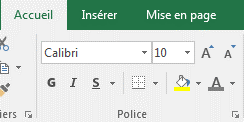 Accueil Insérer Mise en page
Calibri 10 A A
G I S A
iers Police